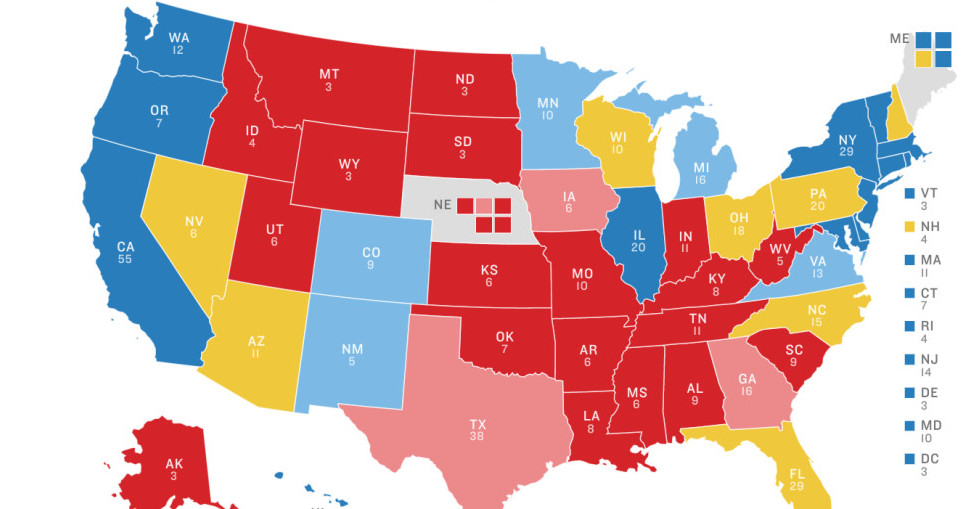 WA
12
OR
7
CA
55
NV
6
ID
4
MT
3
WY
3
UT
6
AZ
11
CO
9
NM
5
ND
3
SD
3
NE
KS
6
OK
7
TX
38
MN
10
IA
6
MO
10
AR
6
LA
8
WI
10
IL
20
MI
16
IN
11
OH
18
KY
8
TN
11
MS
6
AL
9
GA
16
FL
29
SC
9
NC
15
VA
13
WV
5
PA
20
NY
29
ME
VT
3
NH
4
MA
11
CT
7
RI
4
NJ
14
DE
3
MD
10
DC
3
AK
3